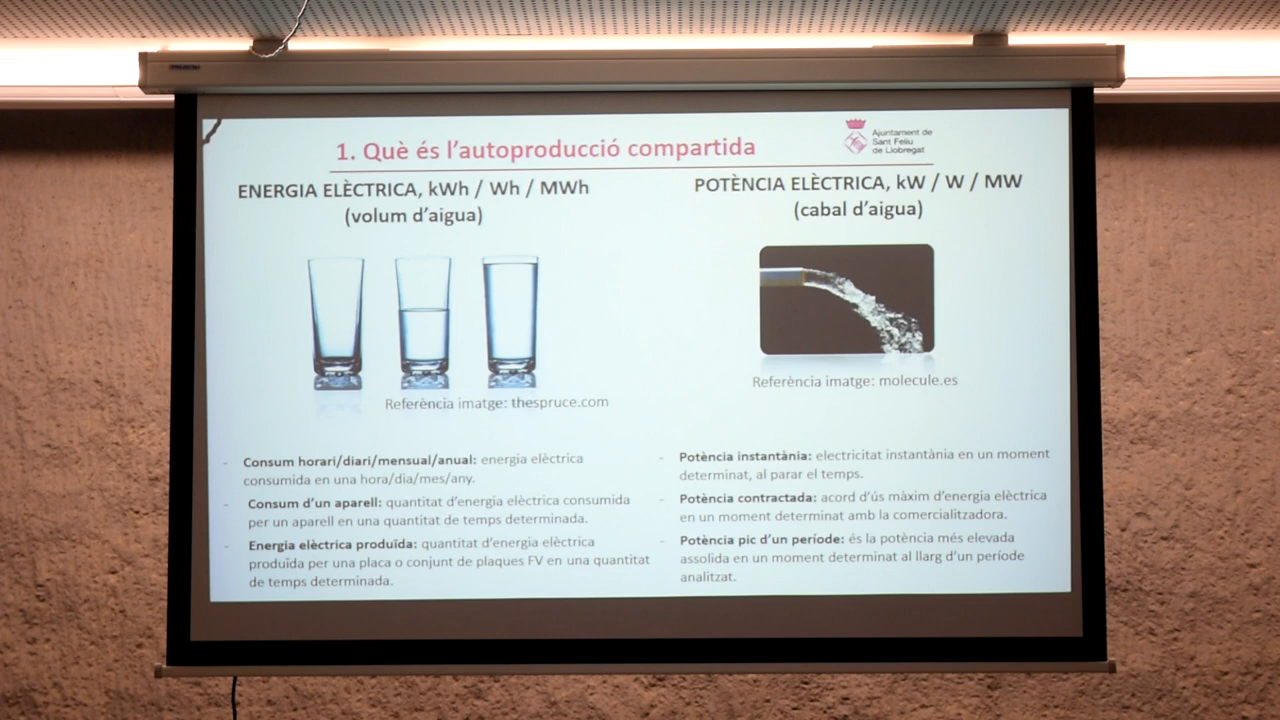 1. Què és l'autoproducció compartida
Ajuntament de
Sant Feliu
de Llobregat
ENERGIA ELÈCTRICA, kWh / Wh / MWh
(volum d'aigua)
Referència imatge: thespruce.com
- Consum horari/diari/mensual/anual: energia elèctrica
consumida en una hora/dia/mes/any.
- Consum d'un aparell: quantitat d'energia elèctrica consumida
per un aparell en una quantitat de temps determinada.
- Energia elèctrica produïda: quantitat d'energia elèctrica
produïda per una placa o conjunt de plaques FV en una quantitat
de temps determinada.
POTÈNCIA ELÈCTRICA, kW / W / MW
(cabal d'aigua)
Referència imatge: molecule.es
- Potència instantània: electricitat instantània en un moment
determinat, al parar el temps.
- Potència contractada: acord d'ús màxim d'energia elèctrica
en un moment determinat amb la comercialitzadora.
- Potència pic d'un període: és la potència més elevada
assolida en un moment determinat al llarg d'un període
analitzat.